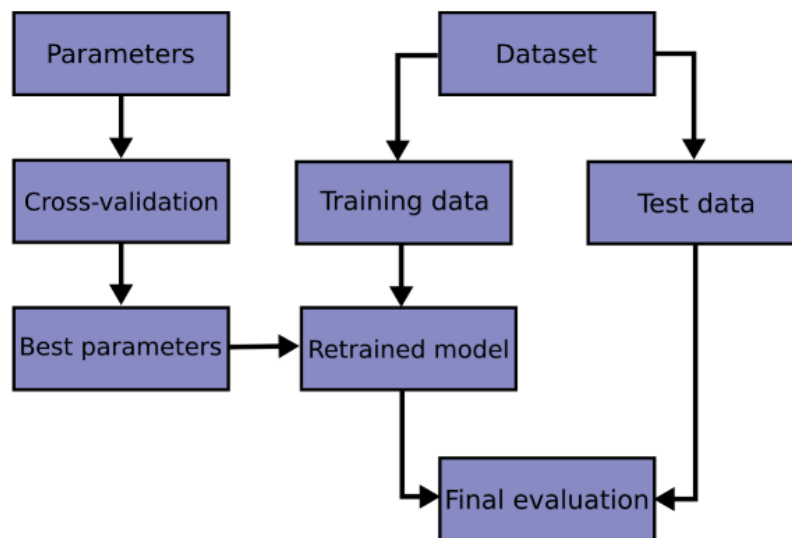 Parameters
Dataset
Cross-validation
Training data
Test data
Best parameters
Retrained model
Final evaluation